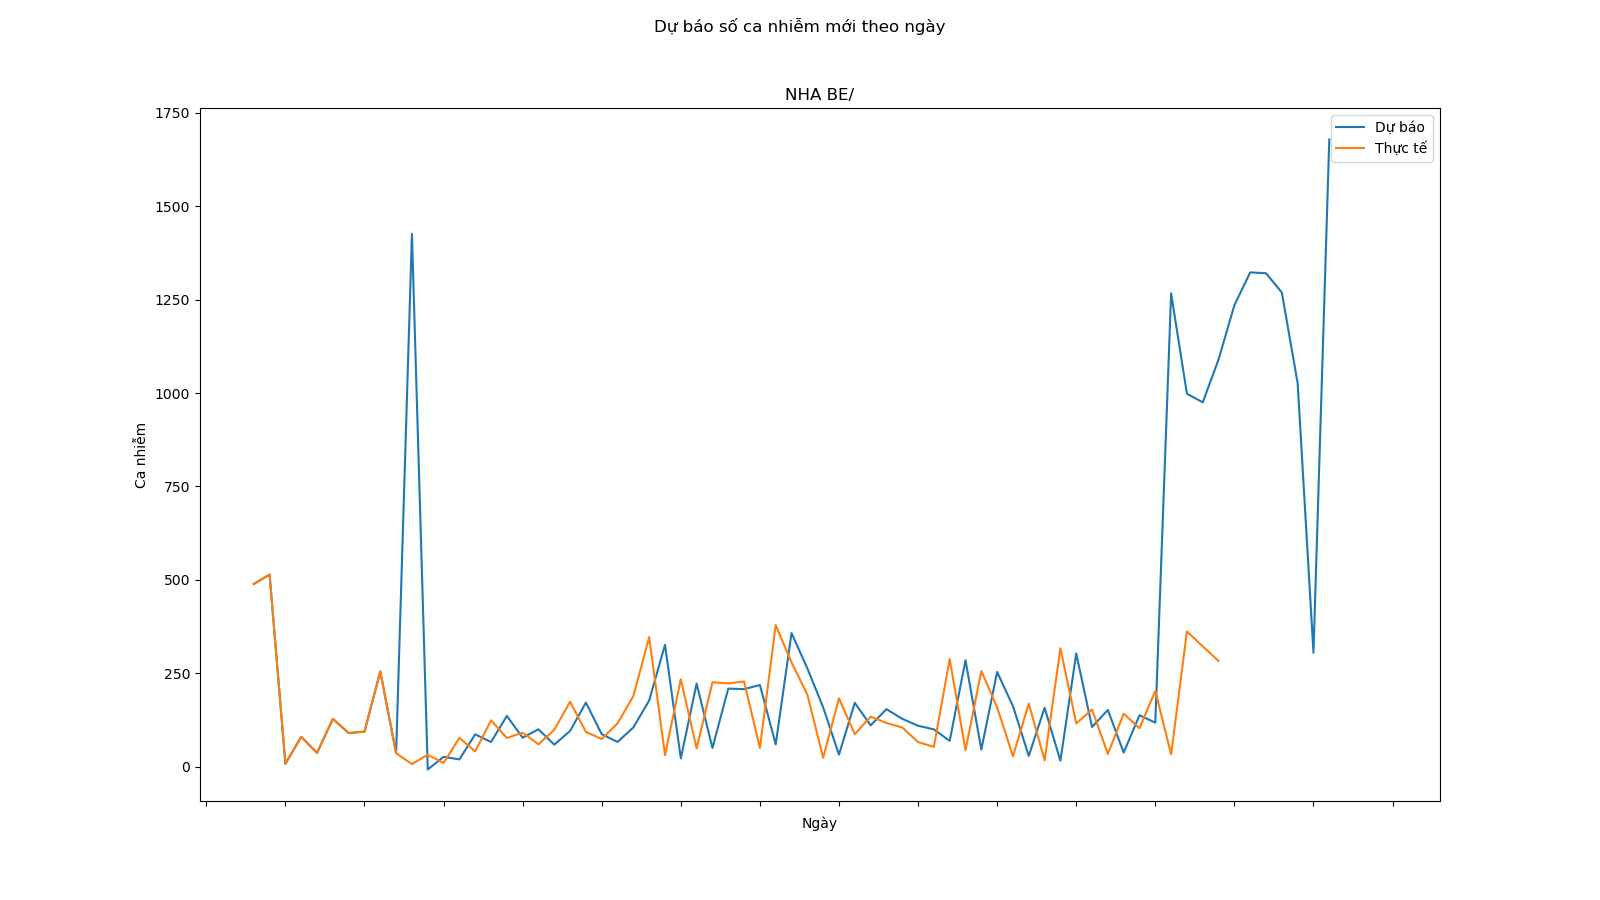 Dự báo số ca nhiễm mới theo ngày
NHA BE/
1750
1500
1250
1000
750
500
250
0
Ca nhiễm
Dự báo
Thực tế
Ngày